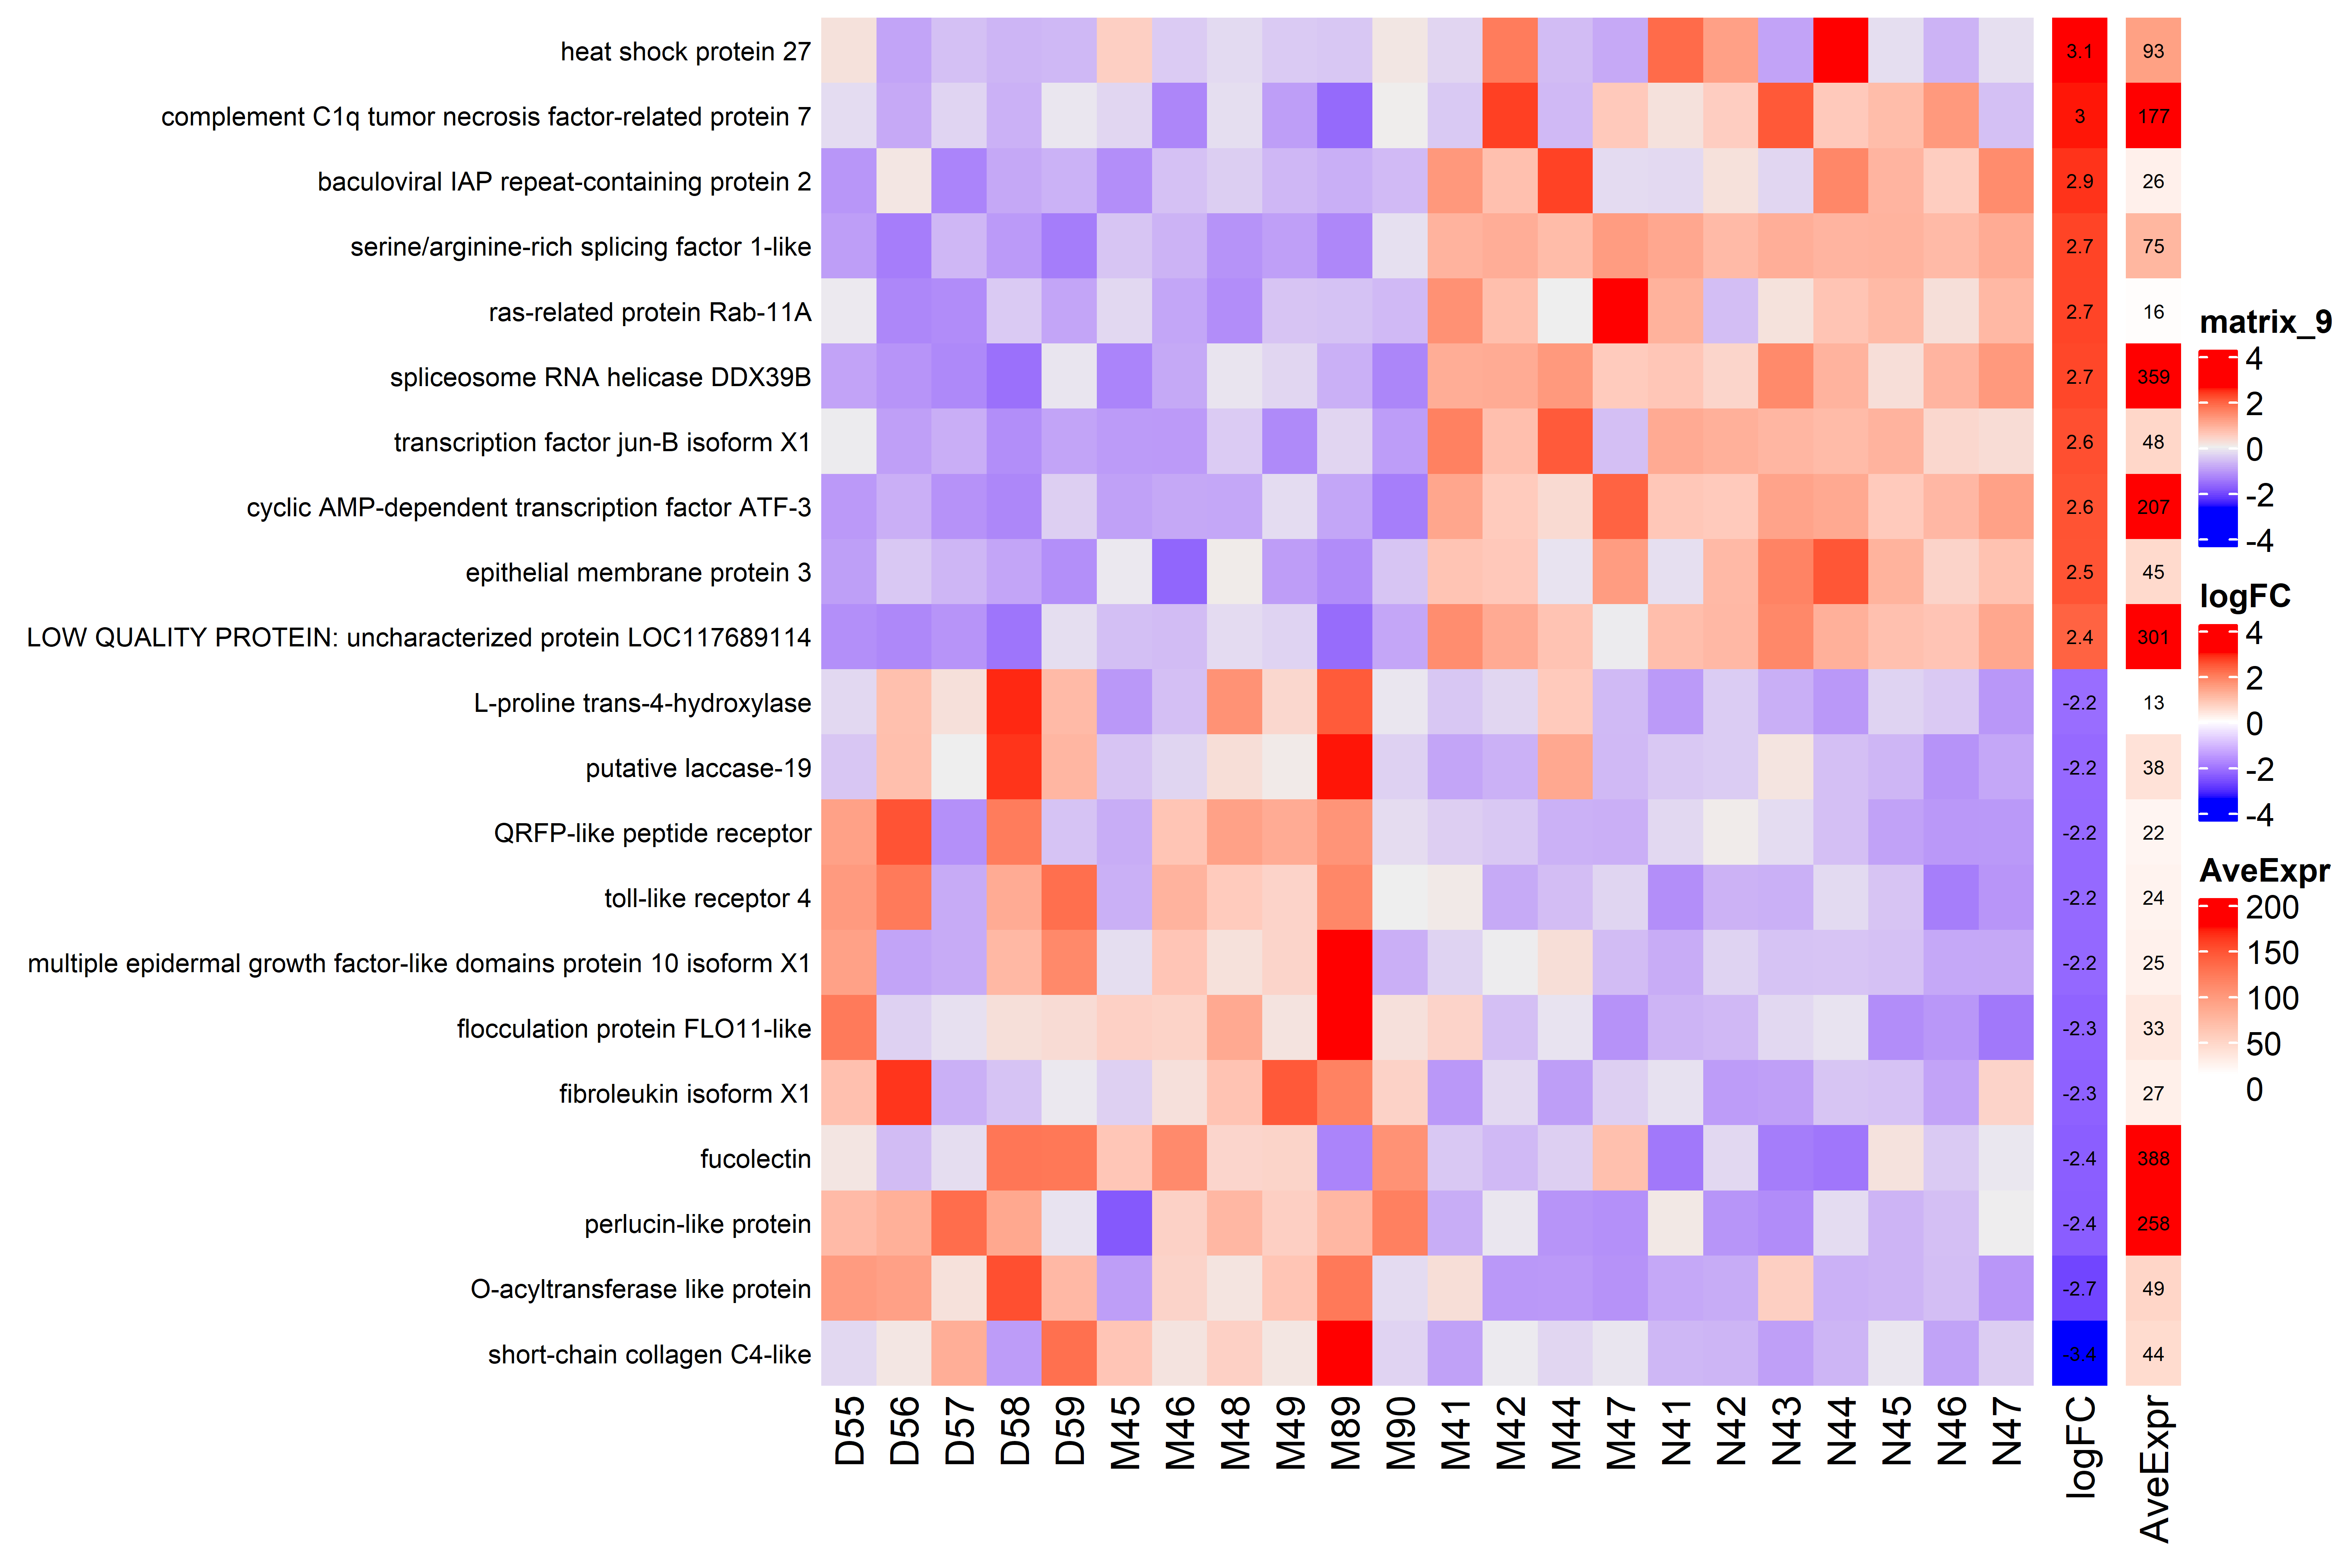 heat shock protein 27 3.1 93
complement C1q tumor necrosis factor-related protein 7 3 177
baculoviral IAP repeat-containing protein 2 2.9 26
serine/arginine-rich splicing factor 1-like 2.7 75
ras-related protein Rab-11A 2.7 16
spliceosome RNA helicase DDX39B 2.7 359
transcription factor jun-B isoform X1 2.6 48
cyclic AMP-dependent transcription factor ATF-3 2.6 207
epithelial membrane protein 3 2.5 45
LOW QUALITY PROTEIN: uncharacterized protein LOC117689114 2.4 301
L-proline trans-4-hydroxylase -2.2 13
putative laccase-19 -2.2 38
QRFP-like peptide receptor -2.2 22
toll-like receptor 4 -2.2 24
multiple epidermal growth factor-like domains protein 10 isoform X1 -2.2 25
flocculation protein FLO11-like -2.3 33
fibroleukin isoform X1 -2.3 27
fucolectin -2.4 388
perlucin-like protein -2.4 258
O-acyltransferase like protein -2.7 49
short-chain collagen C4-like -3.4 44
D55 D56 D57 D58 D59 M45 M46 M48 M49 M89 M90 M41 M42 M44 M47 N41 N42 N43 N44 N45 N46 N47 logFC AveExpr
matrix_9
4
2
0
-2
-4
logFC
4
2
0
-2
-4
AveExpr
200
150
100
50
0